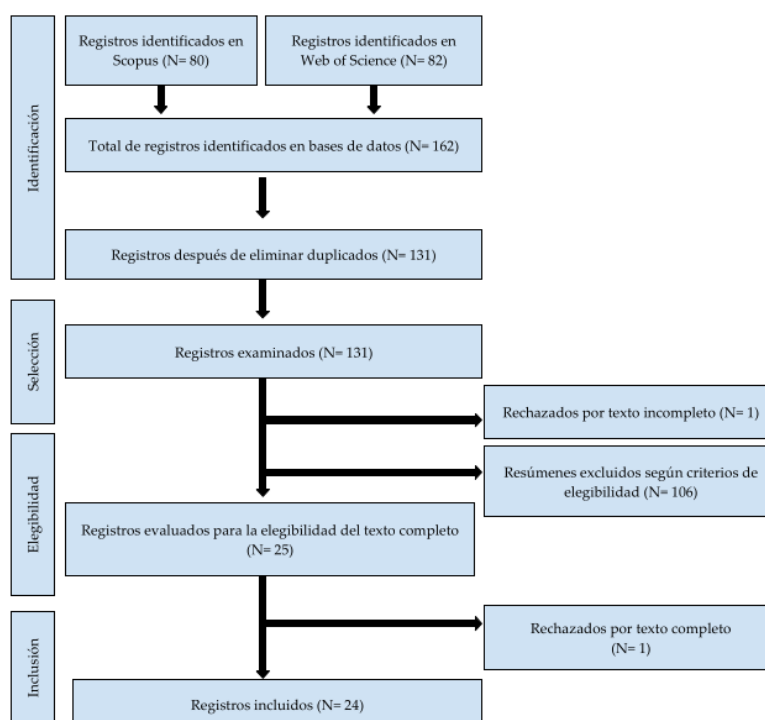 Identificación
Registros identificados en
Scopus (N= 80)
Registros identificados en
Web of Science (N= 82)
Total de registros identificados en bases de datos (N= 162)
Registros después de eliminar duplicados (N= 131)
Selección
Registros examinados (N= 131)
Rechazados por texto incompleto (N= 1)
Elegibilidad
Resúmenes excluidos según criterios de
elegibilidad (N= 106)
Registros evaluados para la elegibilidad del texto completo
(N= 25)
Inclusión
Rechazados por texto completo
(N= 1)
Registros incluidos (N= 24)